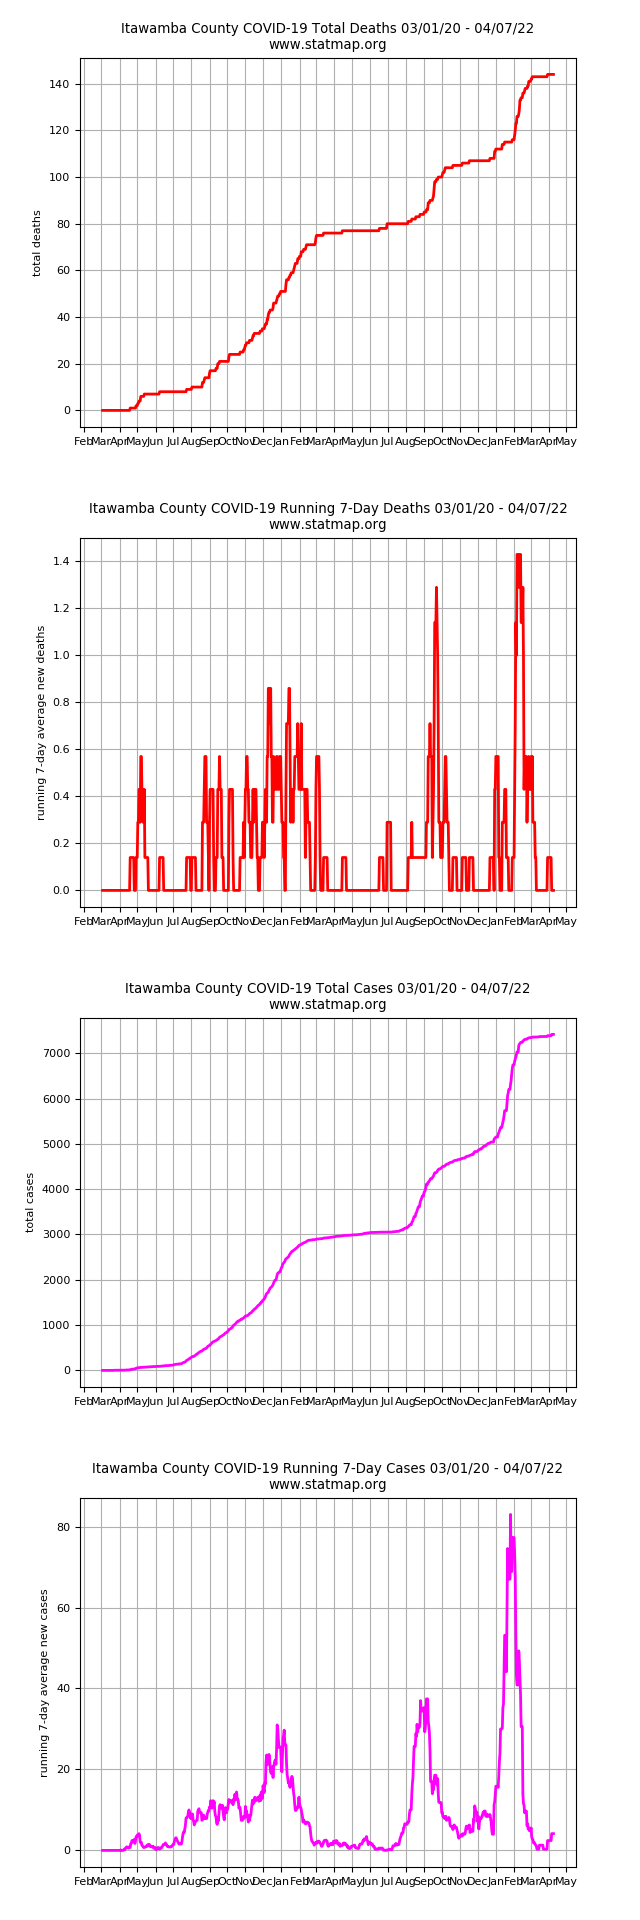 Itawamba County COVID-19 Total Deaths 03/01/20 - 04/07/22
www.statmap.org
140
120
100
80
60
40
20
0
total deaths
Feb Mar Apr May Jun Jul Aug Sep Oct Nov Dec Jan Feb Mar Apr May Jun Jul Aug Sep Oct Nov Dec Jan Feb Mar Apr May
Itawamba County COVID-19 Running 7-Day Deaths 03/01/20 - 04/07/22
www.statmap.org
1.4
1.2
1.0
0.8
0.6
0.4
0.2
0.0
running 7-day average new deaths
Feb Mar Apr May Jun Jul Aug Sep Oct Nov Dec Jan Feb Mar Apr May Jun Jul Aug Sep Oct Nov Dec Jan Feb Mar Apr May
Itawamba County COVID-19 Total Cases 03/01/20 - 04/07/22
www.statmap.org
7000
6000
5000
4000
3000
2000
1000
0
total cases
Feb Mar Apr May Jun Jul Aug Sep Oct Nov Dec Jan Feb Mar Apr May Jun Jul Aug Sep Oct Nov Dec Jan Feb Mar Apr May
Itawamba County COVID-19 Running 7-Day Cases 03/01/20 - 04/07/22
www.statmap.org
80
60
40
20
0
running 7-day average new cases
Feb Mar Apr May Jun Jul Aug Sep Oct Nov Dec Jan Feb Mar Apr May Jun Jul Aug Sep Oct Nov Dec Jan Feb Mar Apr May